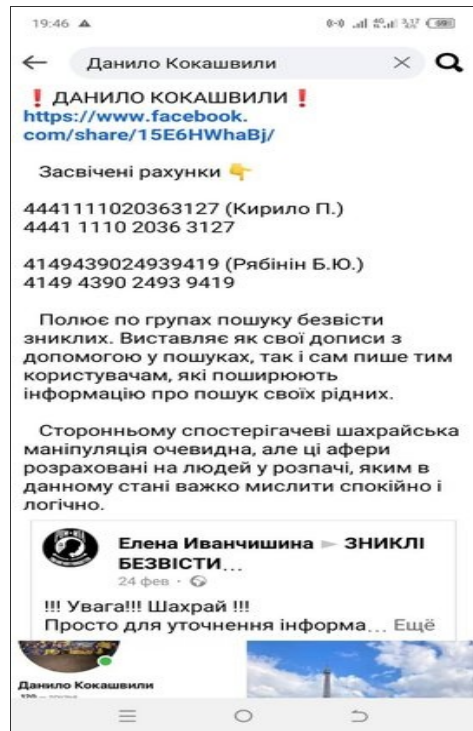 19:46
Данило Кокашвили
❗ ДАНИЛО КОКАШВИЛИ ❗
https://www.facebook.
com/share/15E6HWhaBj/
Засвічені рахунки 👇
4441111020363127 (Кирило П.)
4441 1110 2036 3127
4149439024939419 (Рябінін Б.Ю.)
4149 4390 2493 9419
Полює по групах пошуку безвісти
зниклих. Виставляє як свої дописи з
допомогою у пошуках, так і сам пише тим
користувачам, які поширюють
інформацію про пошук своїх рідних.
Сторонньому спостерігачеві шахрайська
маніпуляція очевидна, але ці афери
розраховані на людей у розпачі, яким в
данному стані важко мислити спокійно і
логічно.
Елена Иванчишина ► ЗНИКЛІ
БЕЗВІСТИ...
24 фев ·
!!! Увага!!! Шахрай !!!
Просто для уточнення інформа... Ещё
Данило Кокашвили